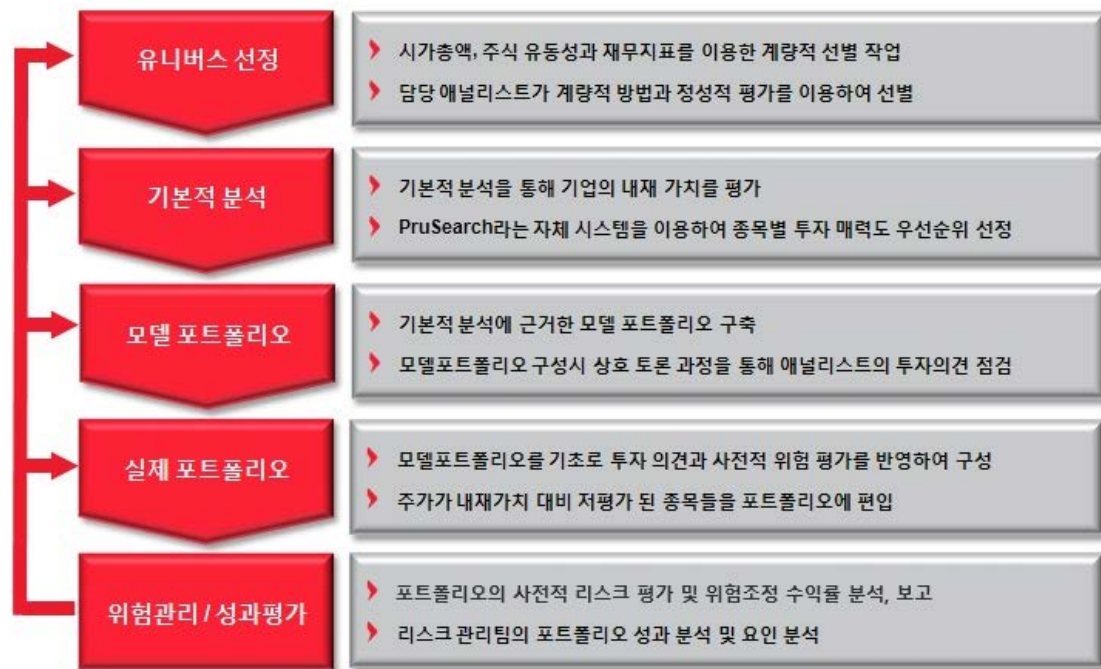 유니버스 선정
시가총액, 주식 유동성과 재무지표를 이용한 계량적 선별 작업
담당 애널리스트가 계량적 방법과 정성적 평가를 이용하여 선별
기본적 분석
기본적 분석을 통해 기업의 내재 가치를 평가
PruSearch라는 자체 시스템을 이용하여 종목별 투자 매력도 우선순위 선정
모델 포트폴리오
기본적 분석에 근거한 모델 포트폴리오 구축
모델포트폴리오 구성시 상호 토론 과정을 통해 애널리스트의 투자의견 점검
실제 포트폴리오
모델포트폴리오를 기초로 투자 의견과 사전적 위험 평가를 반영하여 구성
주가가 내재가치 대비 저평가 된 종목들을 포트폴리오에 편입
위험관리 / 성과평가
포트폴리오의 사전적 리스크 평가 및 위험조정 수익률 분석, 보고
리스크 관리팀의 포트폴리오 성과 분석 및 요인 분석